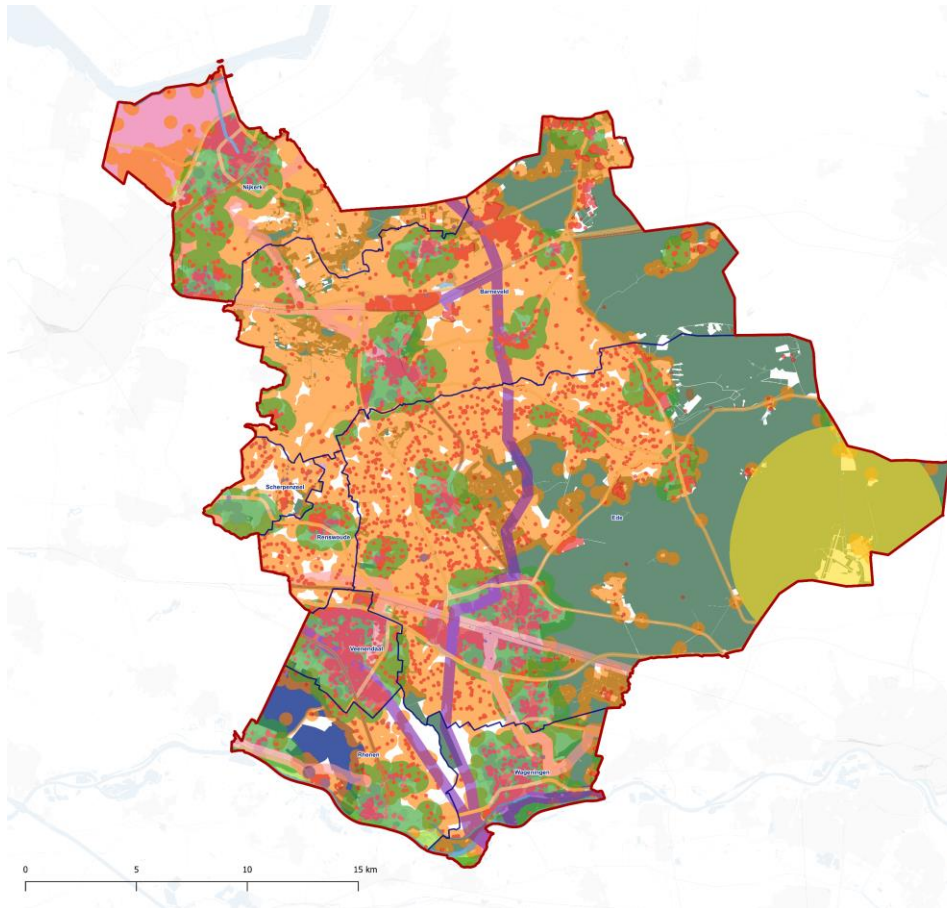 Nijkerk
Barneveld
Scherpenzeel
Ede
Renswoude
Veenendaal
Rhenen
Wageningen
0 5 10 15 km